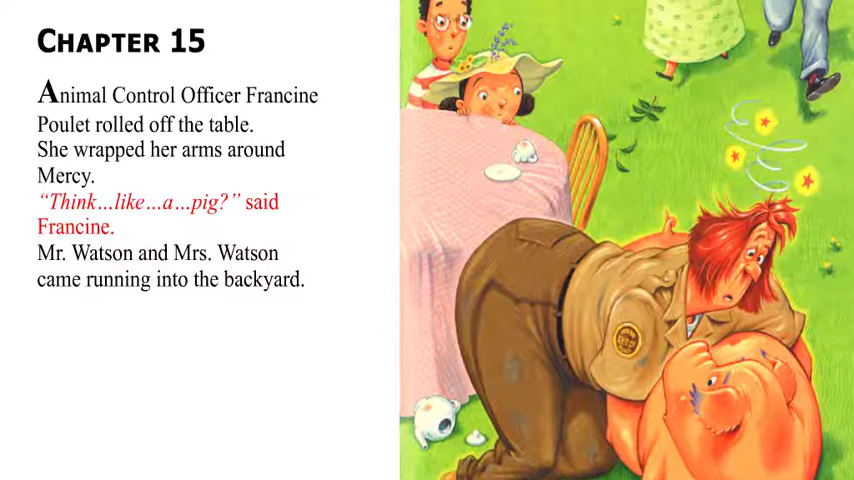 CHAPTER 15
Animal Control Officer Francine
Poulet rolled off the table.
She wrapped her arms around
Mercy.
“Think…like…a…pig?” said
Francine.
Mr. Watson and Mrs. Watson
came running into the backyard.